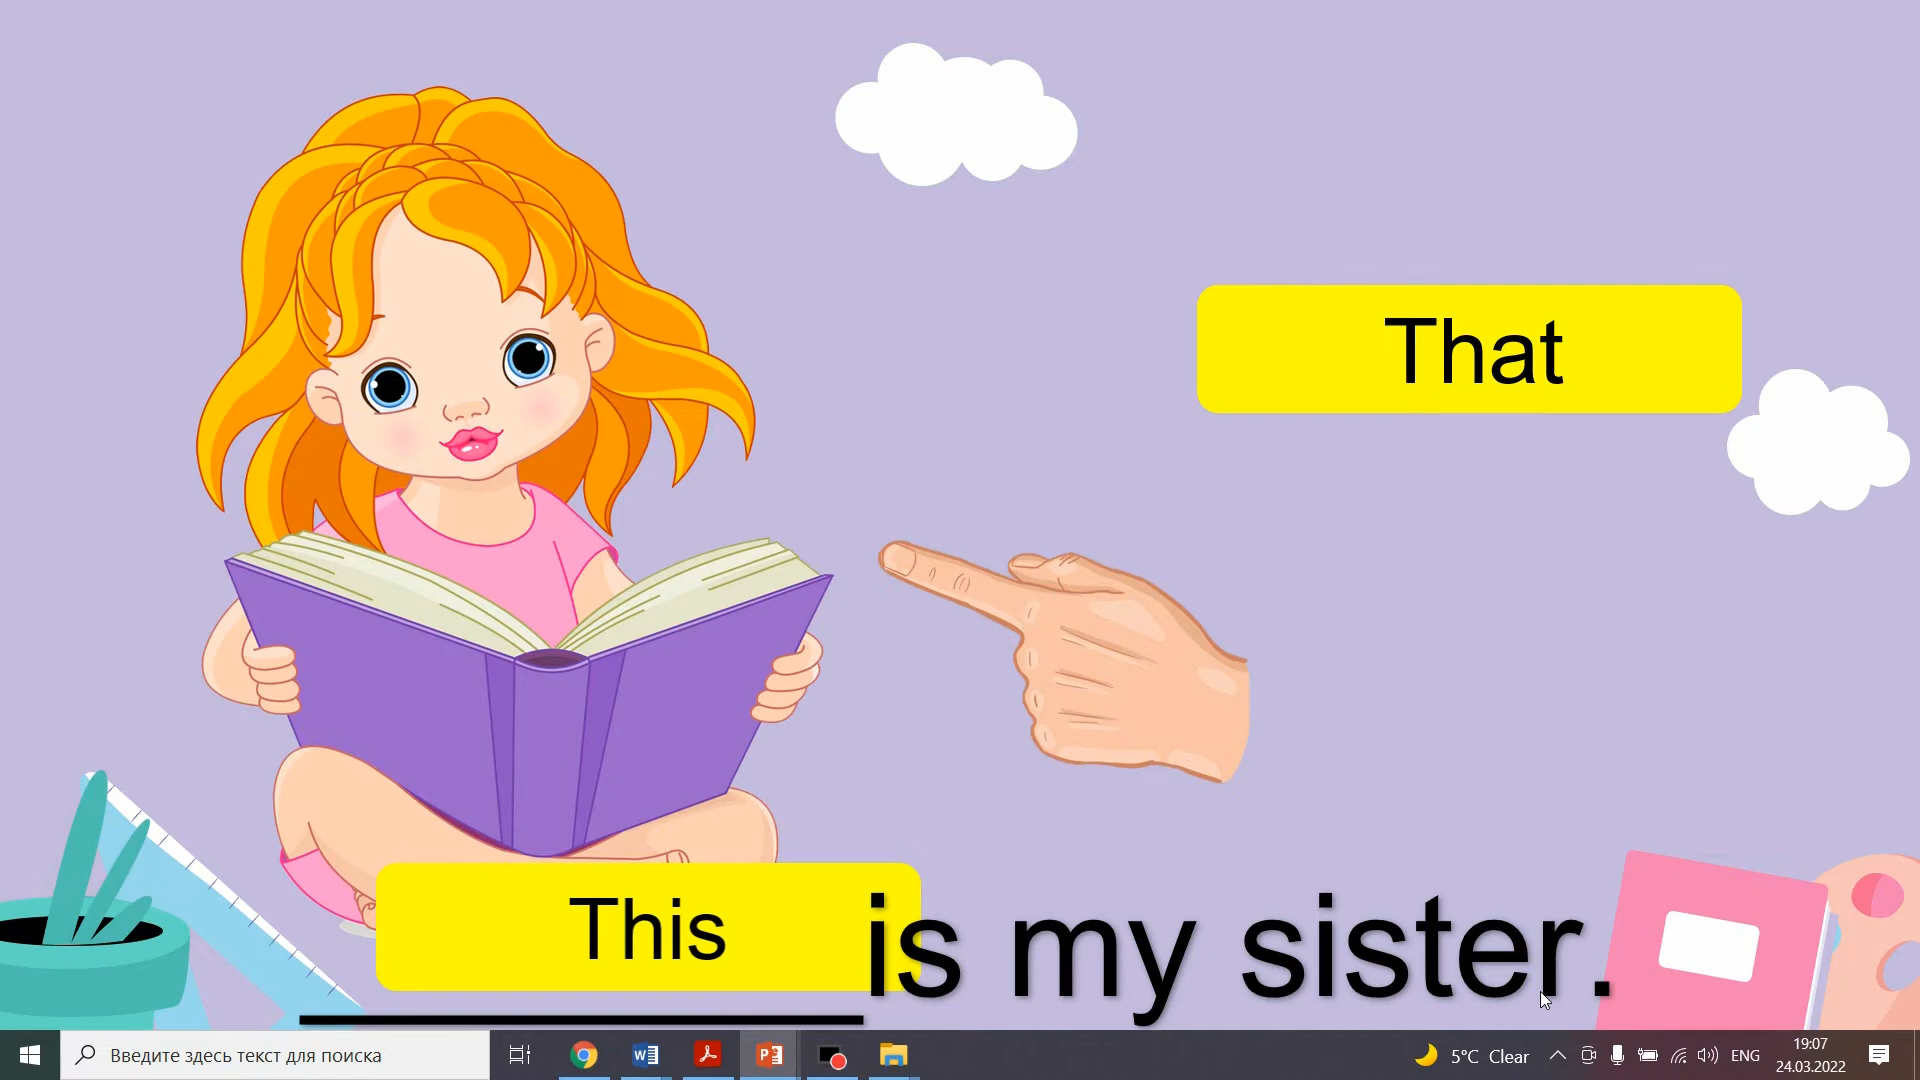 That
This is my sister.
Введите здесь текст для поиска
5°C Clear
ENG
19:07
24.03.2022